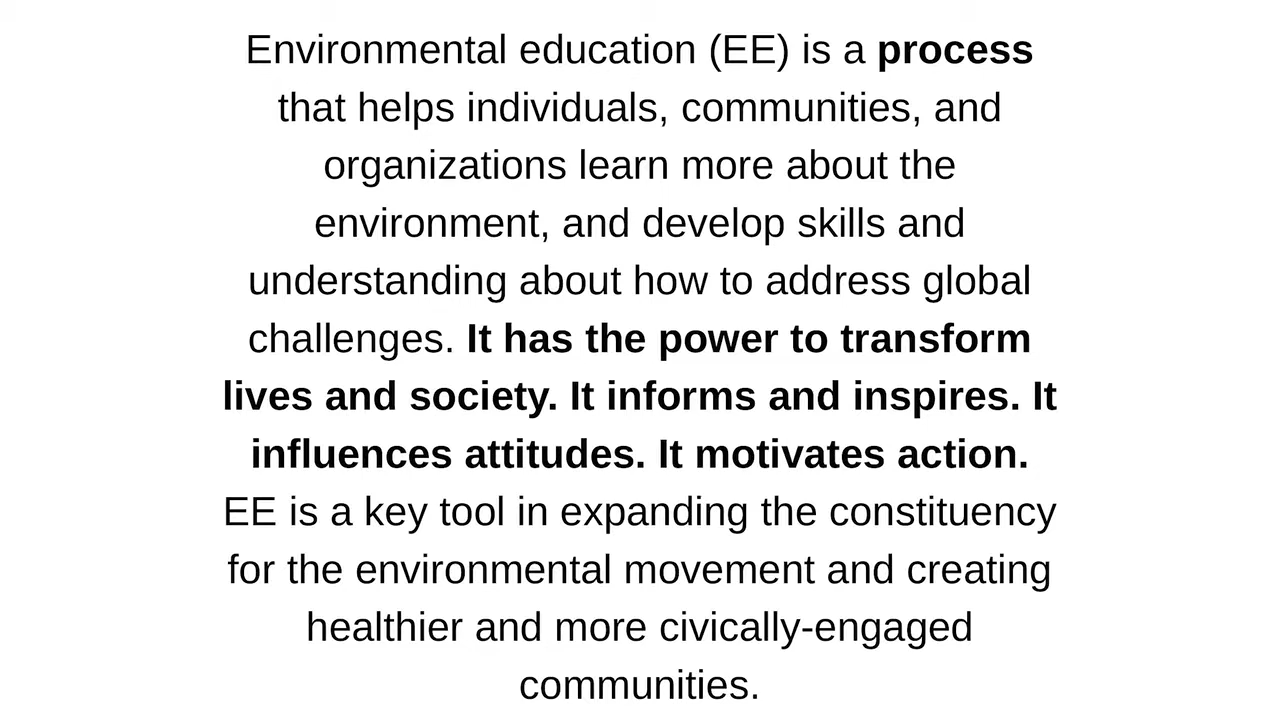 Environmental education (EE) is a process
that helps individuals, communities, and
organizations learn more about the
environment, and develop skills and
understanding about how to address global
challenges. It has the power to transform
lives and society. It informs and inspires. It
influences attitudes. It motivates action.
EE is a key tool in expanding the constituency
for the environmental movement and creating
healthier and more civically-engaged
communities.